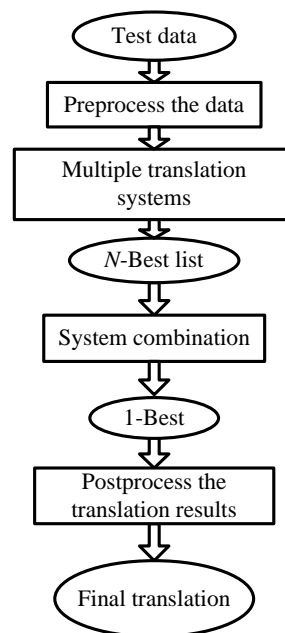 Test data
Preprocess the data
Multiple translation
systems
N-Best list
System combination
1-Best
Postprocess the
translation results
Final translation